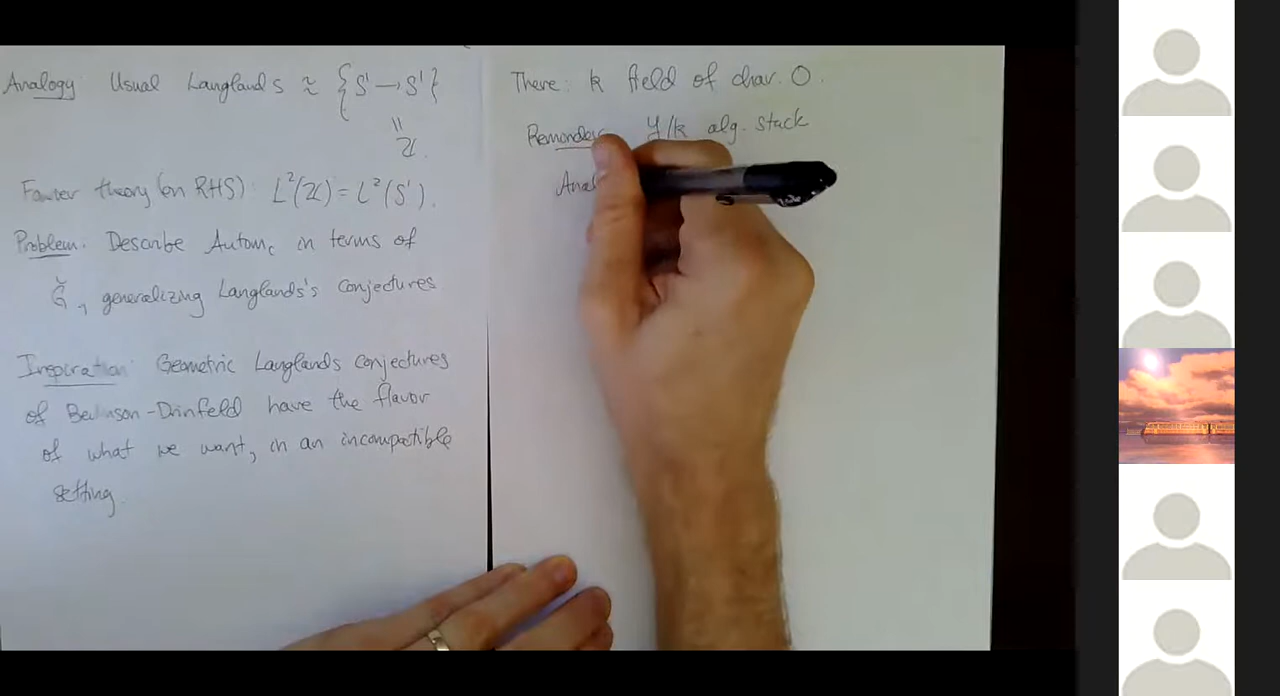 Analogy: Usual Langlands ≈ {S¹ → S¹}
"
ℤ.
Fourier theory (on RHS): L²(ℤ) = L²(S¹).
Problem: Describe Autom_c in terms of
Ǧ, generalizing Langlands's conjectures
Inspiration: Geometric Langlands conjectures
of Beilinson-Drinfeld have the flavor
of what we want, in an incompatible
setting.
There: k field of char. 0.
Reminder: Y/k alg. stack
Anal